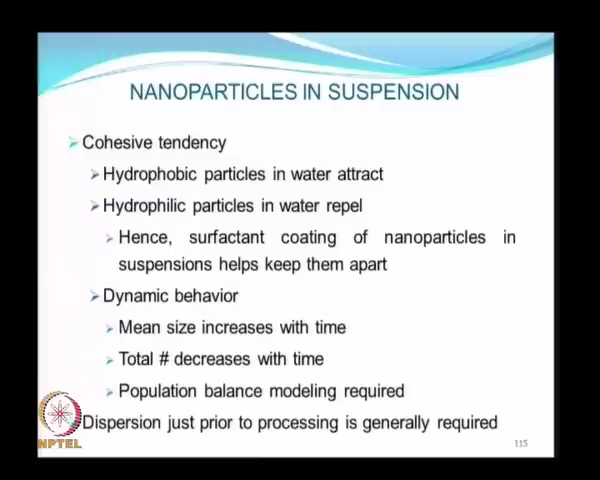 NANOPARTICLES IN SUSPENSION
Cohesive tendency
Hydrophobic particles in water attract
Hydrophilic particles in water repel
Hence, surfactant coating of nanoparticles in
suspensions helps keep them apart
Dynamic behavior
Mean size increases with time
Total # decreases with time
Population balance modeling required
Dispersion just prior to processing is generally required
NPTEL
115